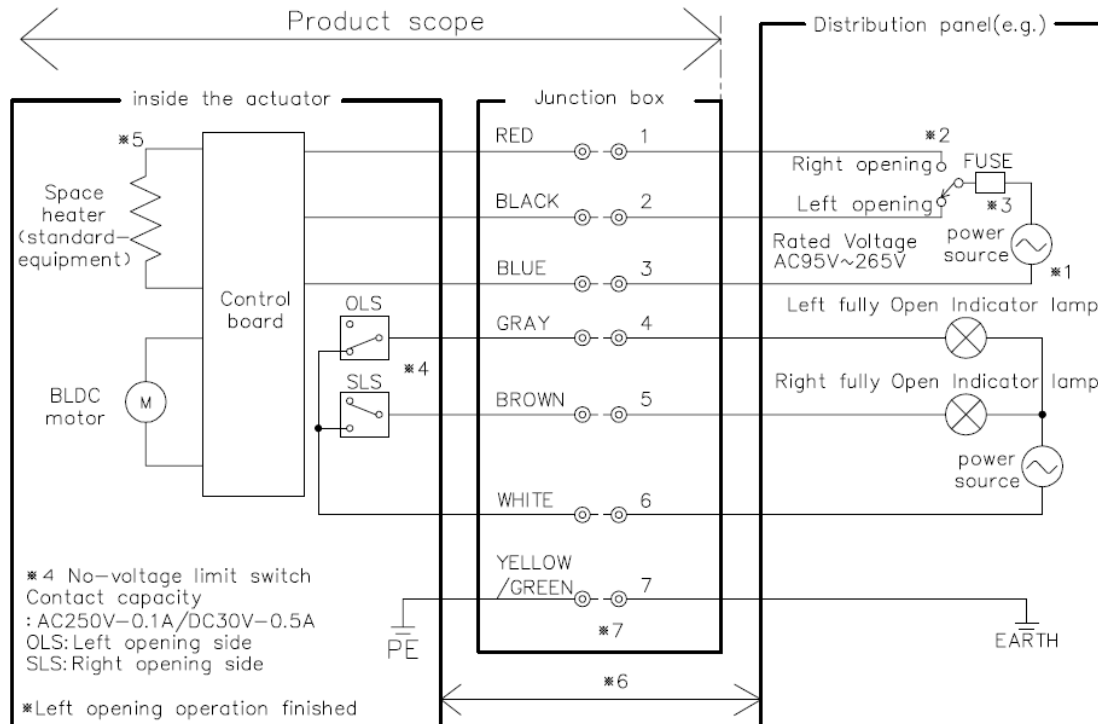 Product scope
Distribution panel(e.g.)
inside the actuator
Junction box
※5
RED
1
※2
Right opening
FUSE
Space
heater
(standard-
equipment)
BLACK
2
Left opening
※3
Rated Voltage
AC95V~265V
power
source
※1
BLUE
3
Control
board
OLS
GRAY
4
Left fully Open Indicator lamp
※4
SLS
BROWN
5
Right fully Open Indicator lamp
BLDC
motor
M
power
source
WHITE
6
YELLOW
/GREEN
7
※4 No-voltage limit switch
Contact capacity
: AC250V-0.1A/DC30V-0.5A
OLS: Left opening side
SLS: Right opening side
PE
※7
EARTH
※6
※Left opening operation finished